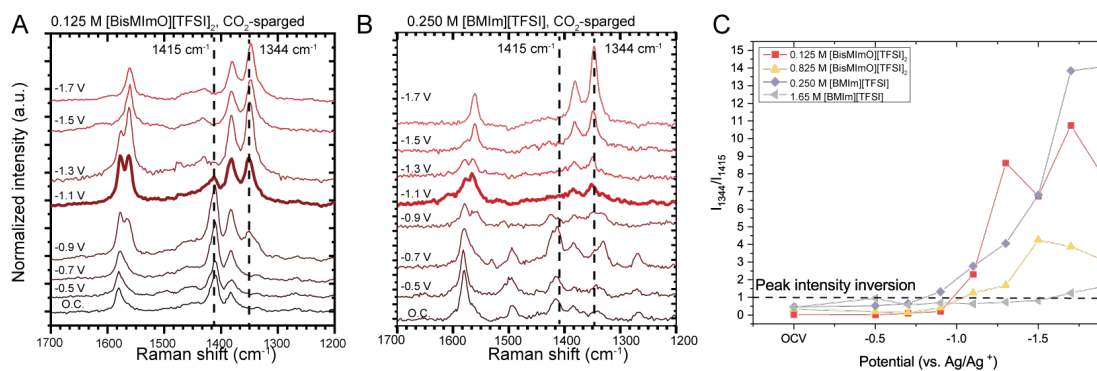 A
0.125 M [BisMImO][TFSI]₂, CO₂-sparged
1415 cm⁻¹
1344 cm⁻¹
Normalized intensity (a.u.)
-1.7 V
-1.5 V
-1.3 V
-1.1 V
-0.9 V
-0.7 V
-0.5 V
O.C.
1700 1600 1500 1400 1300 1200
Raman shift (cm⁻¹)
B
0.250 M [BMIm][TFSI], CO₂-sparged
1415 cm⁻¹
1344 cm⁻¹
-1.7 V
-1.5 V
-1.3 V
-1.1 V
-0.9 V
-0.7 V
-0.5 V
O.C.
1700 1600 1500 1400 1300 1200
Raman shift (cm⁻¹)
C
0.125 M [BisMImO][TFSI]₂
0.825 M [BisMImO][TFSI]₂
0.250 M [BMIm][TFSI]
1.65 M [BMIm][TFSI]
I₁₃₄₄/I₁₄₁₅
15
14
13
12
11
10
9
8
7
6
5
4
3
2
1
0
Peak intensity inversion
OCV -0.5 -1.0 -1.5
Potential (vs. Ag/Ag⁺)